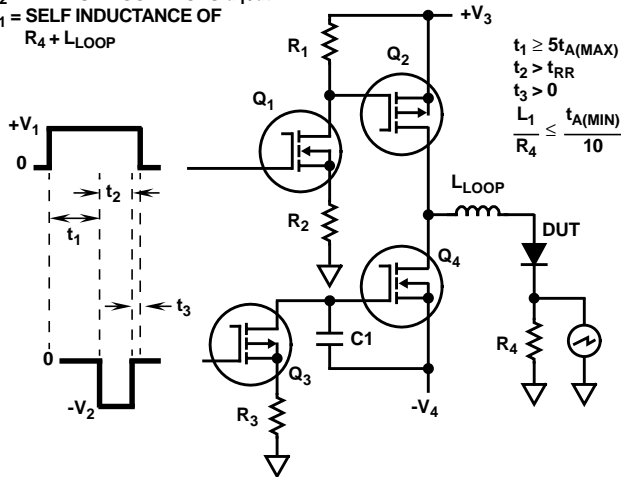 1 = SELF INDUCTANCE OF
R4 + LLOOP
+V3
R1
Q2
t1 ≥ 5tA(MAX)
t2 > tRR
t3 > 0
L1/R4 ≤ tA(MIN)/10
Q1
+V1
0
t2
t1
R2
LLOOP
DUT
Q4
t3
0
C1
R4
Q3
-V2
R3
-V4